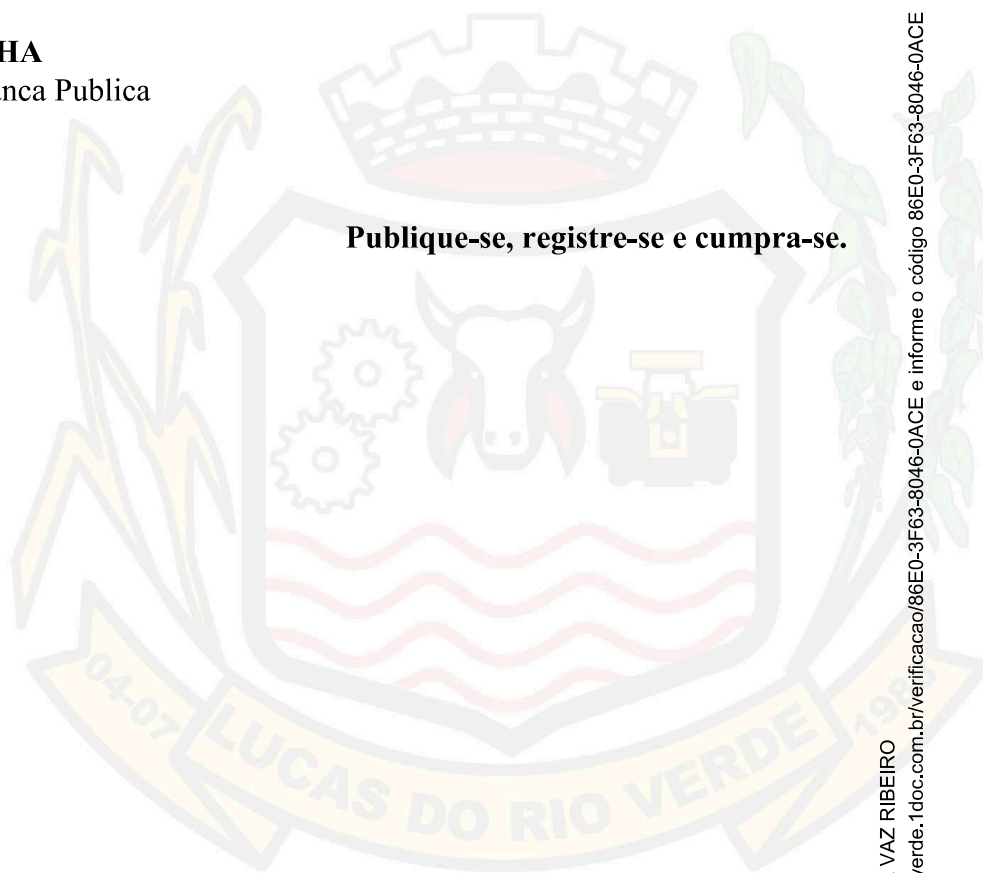 HA
nca Publica
Publique-se, registre-se e cumpra-se.
04-07
LUCAS DO RIO VERDE
VAZ RIBEIRO
verde.1doc.com.br/verificacao/86E0-3F63-8046-0ACE e informe o código 86E0-3F63-8046-0ACE